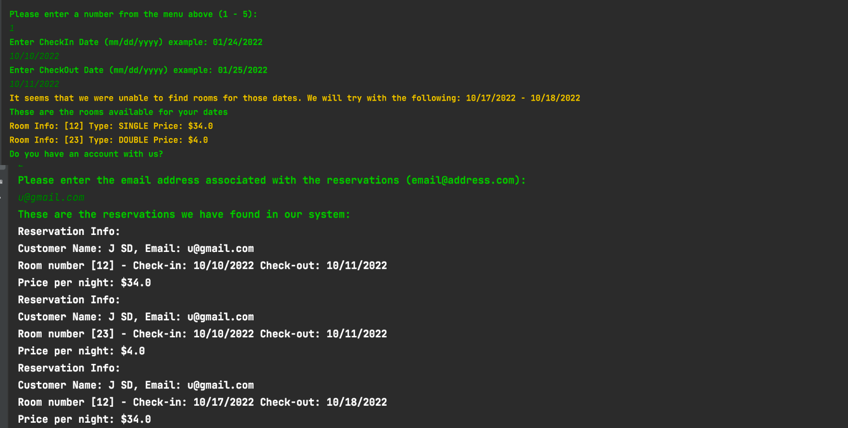 Please enter a number from the menu above (1 - 5):
1
Enter CheckIn Date (mm/dd/yyyy) example: 01/24/2022
10/10/2022
Enter CheckOut Date (mm/dd/yyyy) example: 01/25/2022
10/11/2022
It seems that we were unable to find rooms for those dates. We will try with the following: 10/17/2022 - 10/18/2022
These are the rooms available for your dates
Room Info: [12] Type: SINGLE Price: $34.0
Room Info: [23] Type: DOUBLE Price: $4.0
Do you have an account with us?
Please enter the email address associated with the reservations (email@address.com):
u@gmail.com
These are the reservations we have found in our system:
Reservation Info:
Customer Name: J SD, Email: u@gmail.com
Room number [12] - Check-in: 10/10/2022 Check-out: 10/11/2022
Price per night: $34.0
Reservation Info:
Customer Name: J SD, Email: u@gmail.com
Room number [23] - Check-in: 10/10/2022 Check-out: 10/11/2022
Price per night: $4.0
Reservation Info:
Customer Name: J SD, Email: u@gmail.com
Room number [12] - Check-in: 10/17/2022 Check-out: 10/18/2022
Price per night: $34.0